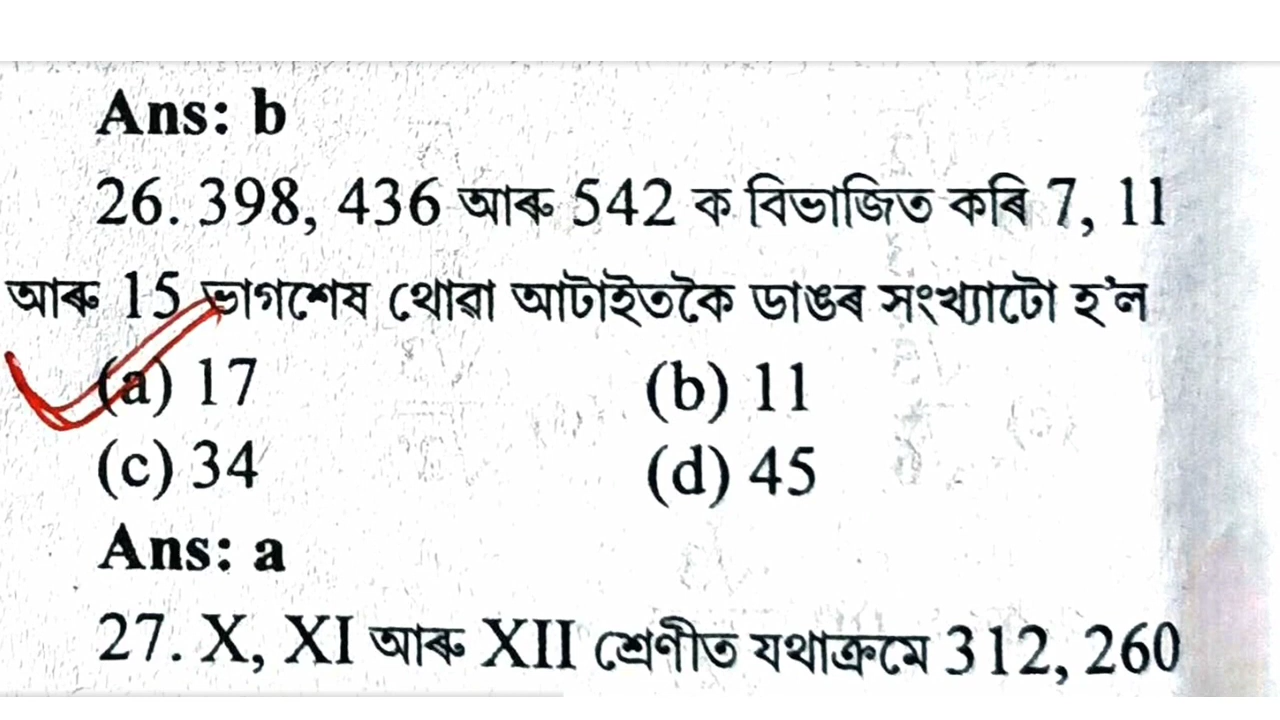 Ans: b
26. 398, 436 আৰু 542 ক বিভাজিত কৰি 7, 11
আৰু 15 ভাগশেষ থোৱা আটাইতকৈ ডাঙৰ সংখ্যাটো হ'ল
(a) 17 (b) 11
(c) 34 (d) 45
Ans: a
27. X, XI আৰু XII শ্ৰেণীত যথাক্ৰমে 312, 260